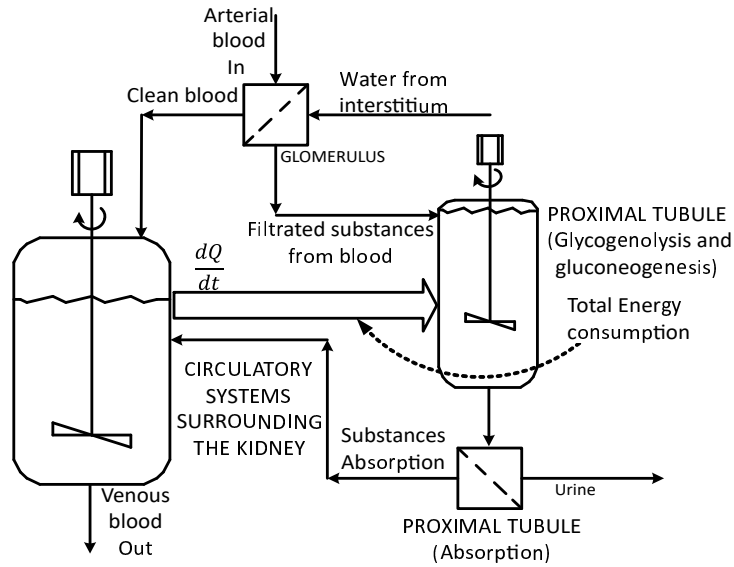 Arterial
blood
In
Water from
interstitium
Clean blood
GLOMERULUS
Filtrated substances
from blood
PROXIMAL TUBULE
(Glycogenolysis and
gluconeogenesis)
dQ
dt
Total Energy
consumption
CIRCULATORY
SYSTEMS
SURROUNDING
THE KIDNEY
Substances
Absorption
Urine
Venous
blood
Out
PROXIMAL TUBULE
(Absorption)